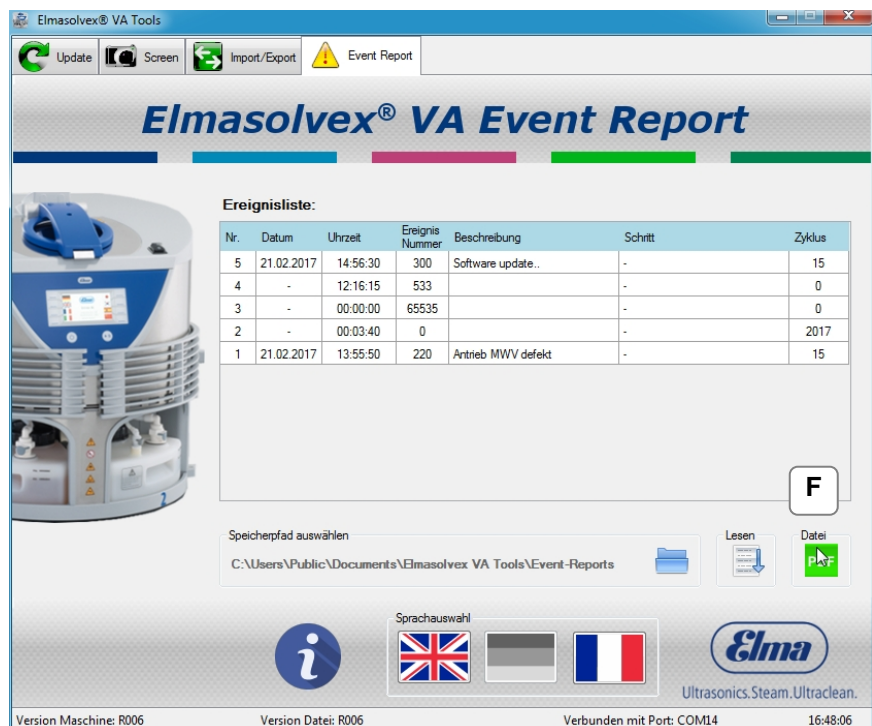 Elmasolvex® VA Tools
Update Screen Import/Export Event Report
Elmasolvex® VA Event Report
Ereignisliste:
Nr. Datum Uhrzeit Ereignis Nummer Beschreibung Schritt Zyklus
5 21.02.2017 14:56:30 300 Software update.. - 15
4 - 12:16:15 533 - 0
3 - 00:00:00 65535 - 0
2 - 00:03:40 0 - 2017
1 21.02.2017 13:55:50 220 Antrieb MWV defekt - 15
F
Speicherpfad auswählen
C:\Users\Public\Documents\Elmasolvex VA Tools\Event-Reports
Lesen
Datei
Sprachauswahl
i
Elma
Ultrasonics.Steam.Ultraclean.
2
Version Maschine: R006 Version Datei: R006 Verbunden mit Port: COM14 16:48:06